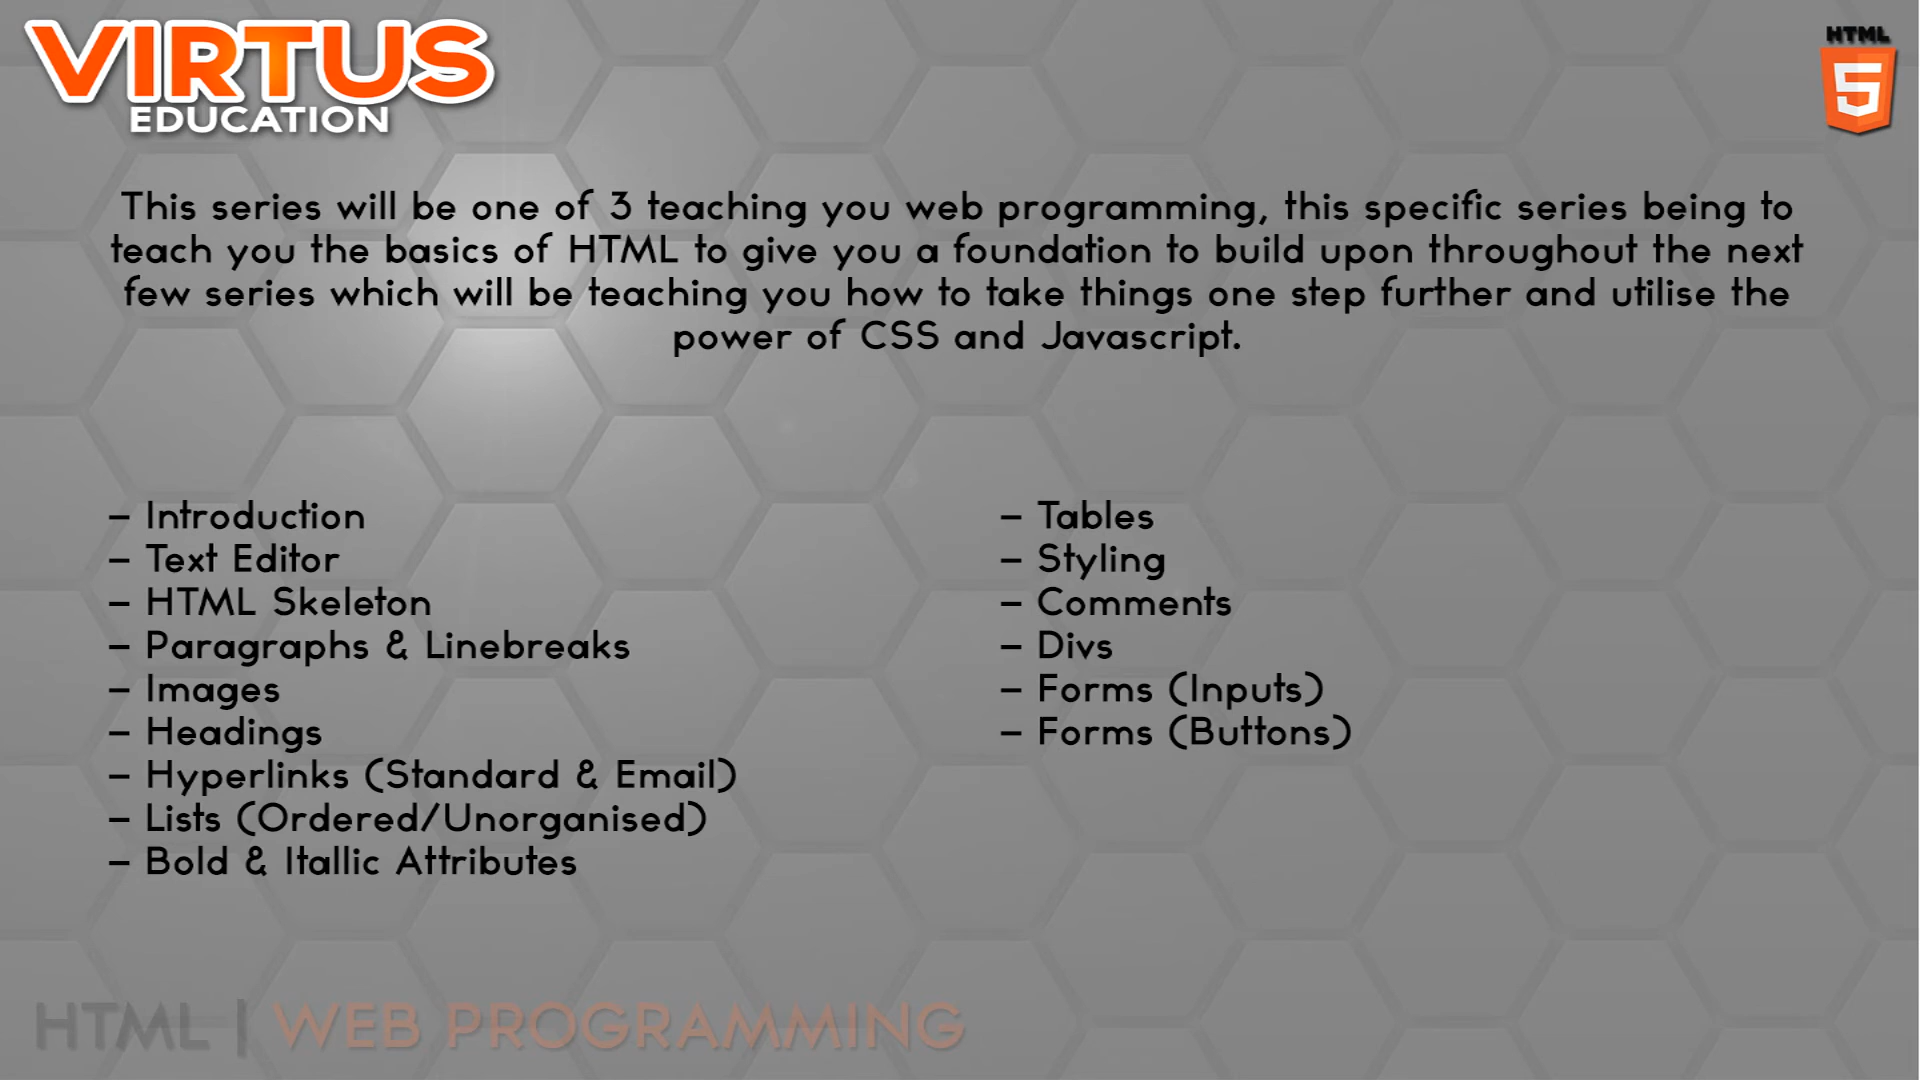 VIRTUS
EDUCATION
HTML
5
This series will be one of 3 teaching you web programming, this specific series being to
teach you the basics of HTML to give you a foundation to build upon throughout the next
few series which will be teaching you how to take things one step further and utilise the
power of CSS and Javascript.
– Introduction
– Text Editor
– HTML Skeleton
– Paragraphs & Linebreaks
– Images
– Headings
– Hyperlinks (Standard & Email)
– Lists (Ordered/Unorganised)
– Bold & Itallic Attributes
– Tables
– Styling
– Comments
– Divs
– Forms (Inputs)
– Forms (Buttons)
HTML | WEB PROGRAMMING